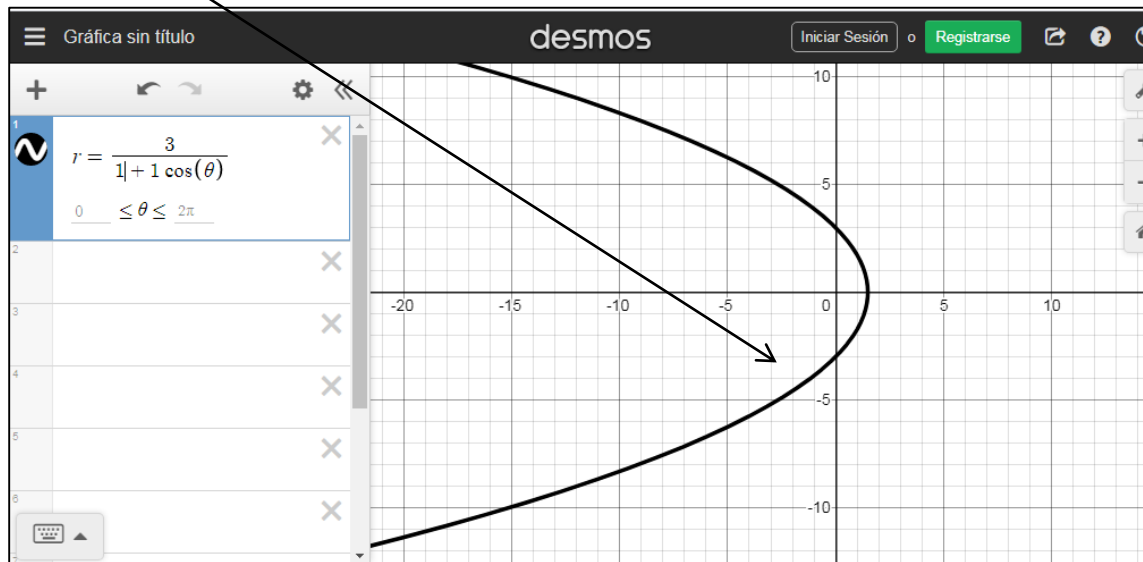 Gráfica sin título
desmos
Iniciar Sesión o Registrarse
?
1
r = 3 / (1 + 1 cos(θ))
0 ≤ θ ≤ 2π
2
3
4
5
6
10
5
-20 -15 -10 -5 0 5 10
-5
-10